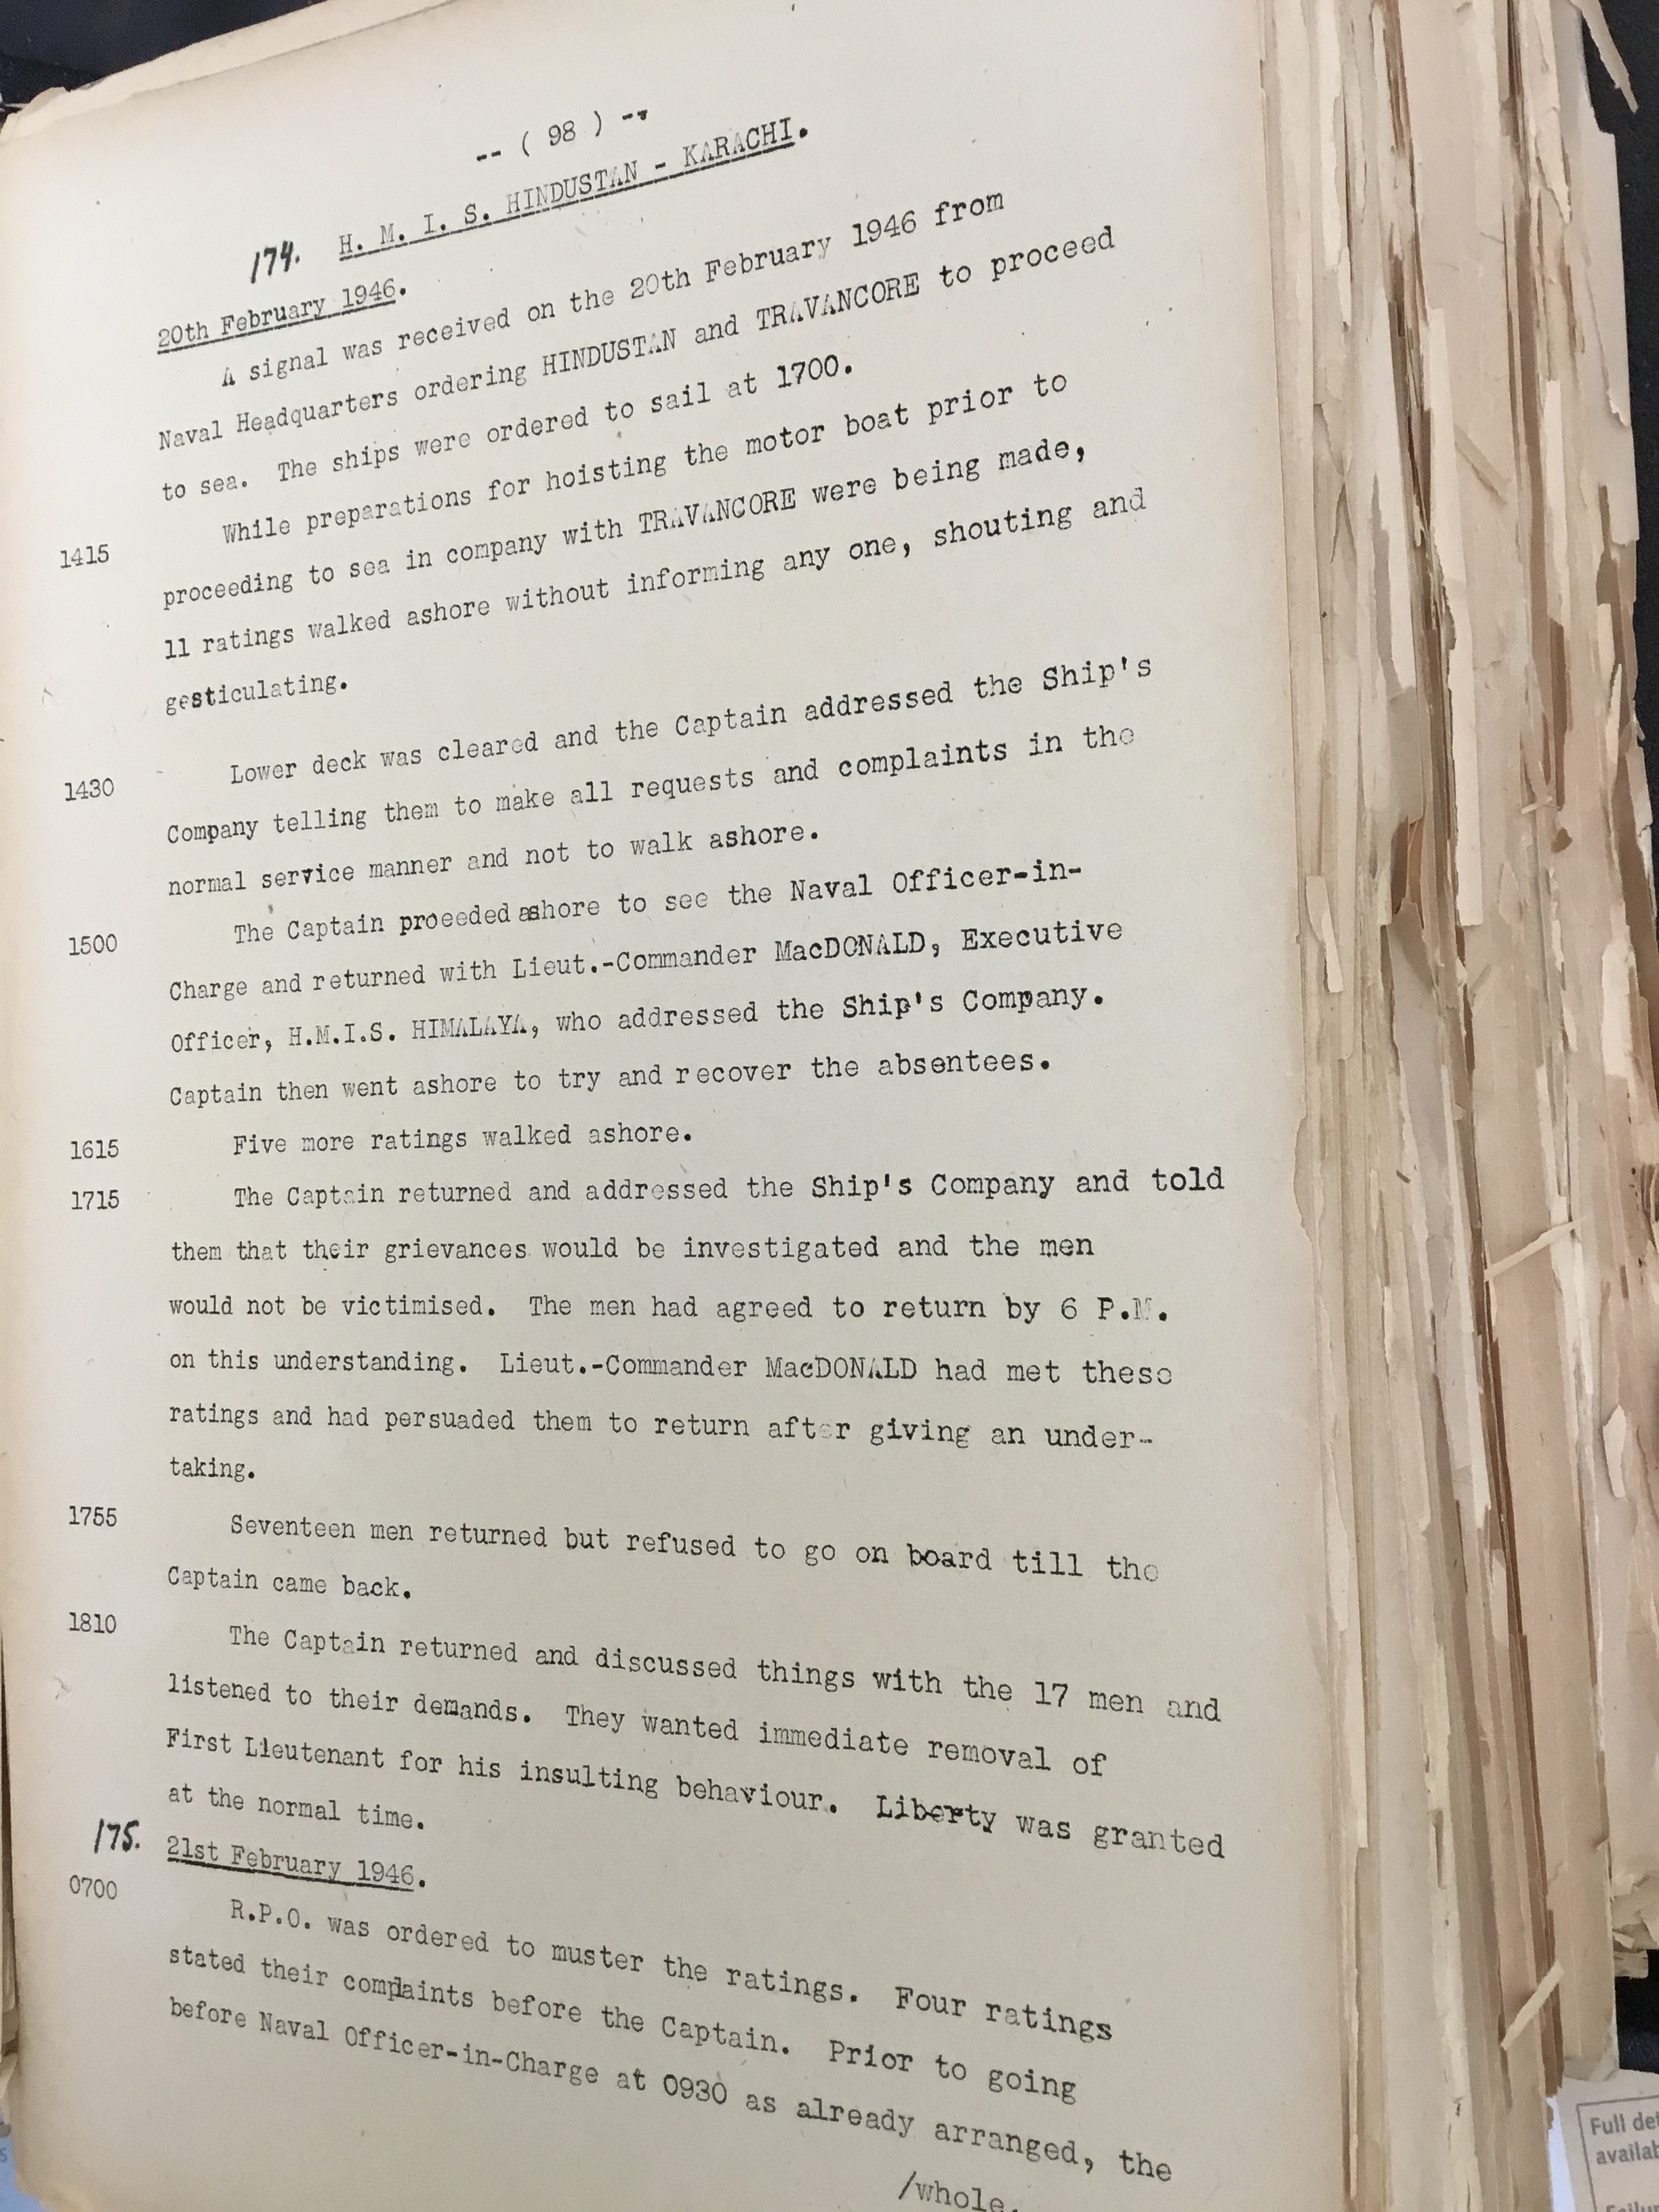 -- ( 98 ) --
174. H. M. I. S. HINDUSTAN - KARACHI.
20th February 1946.
A signal was received on the 20th February 1946 from
Naval Headquarters ordering HINDUSTAN and TRAVANCORE to proceed
to sea. The ships were ordered to sail at 1700.
1415 While preparations for hoisting the motor boat prior to
proceeding to sea in company with TRAVANCORE were being made,
11 ratings walked ashore without informing any one, shouting and
gesticulating.
1430 Lower deck was cleared and the Captain addressed the Ship's
Company telling them to make all requests and complaints in the
normal service manner and not to walk ashore.
1500 The Captain proeeded ashore to see the Naval Officer-in-
Charge and returned with Lieut.-Commander MacDONALD, Executive
Officer, H.M.I.S. HIMALAYA, who addressed the Ship's Company.
Captain then went ashore to try and recover the absentees.
1615 Five more ratings walked ashore.
1715 The Captain returned and addressed the Ship's Company and told
them that their grievances would be investigated and the men
would not be victimised. The men had agreed to return by 6 P.M.
on this understanding. Lieut.-Commander MacDONALD had met these
ratings and had persuaded them to return after giving an under-
taking.
1755 Seventeen men returned but refused to go on board till the
Captain came back.
1810 The Captain returned and discussed things with the 17 men and
listened to their demands. They wanted immediate removal of
First Lieutenant for his insulting behaviour. Liberty was granted
at the normal time.
175. 21st February 1946.
0700 R.P.O. was ordered to muster the ratings. Four ratings
stated their complaints before the Captain. Prior to going
before Naval Officer-in-Charge at 0930 as already arranged, the
/whole.
Full